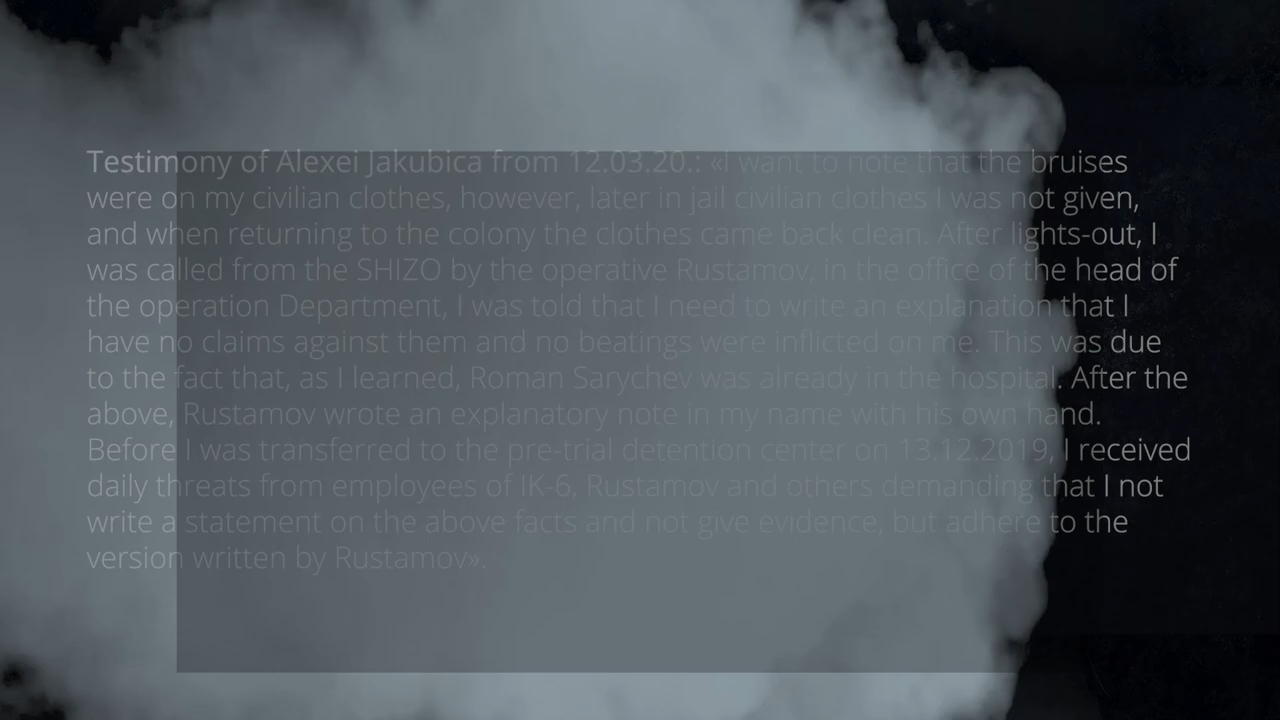 Testimony of Alexei Jakubica from 12.03.20.: «I want to note that the bruises
were on my civilian clothes, however, later in jail civilian clothes I was not given,
and when returning to the colony the clothes came back clean. After lights-out, I
was called from the SHIZO by the operative Rustamov, in the office of the head of
the operation Department, I was told that I need to write an explanation that I
have no claims against them and no beatings were inflicted on me. This was due
to the fact that, as I learned, Roman Sarychev was already in the hospital. After the
above, Rustamov wrote an explanatory note in my name with his own hand.
Before I was transferred to the pre-trial detention center on 13.12.2019, I received
daily threats from employees of IK-6, Rustamov and others demanding that I not
write a statement on the above facts and not give evidence, but adhere to the
version written by Rustamov».